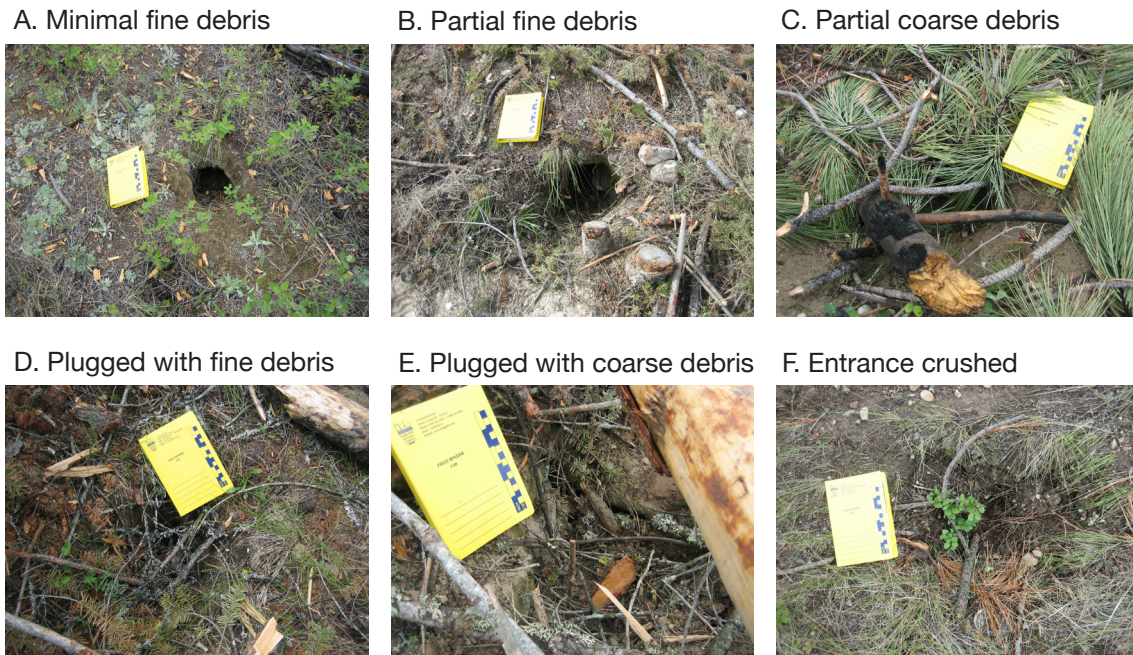 A. Minimal fine debris
B. Partial fine debris
C. Partial coarse debris
D. Plugged with fine debris
E. Plugged with coarse debris
FIELD BINDER
F. Entrance crushed